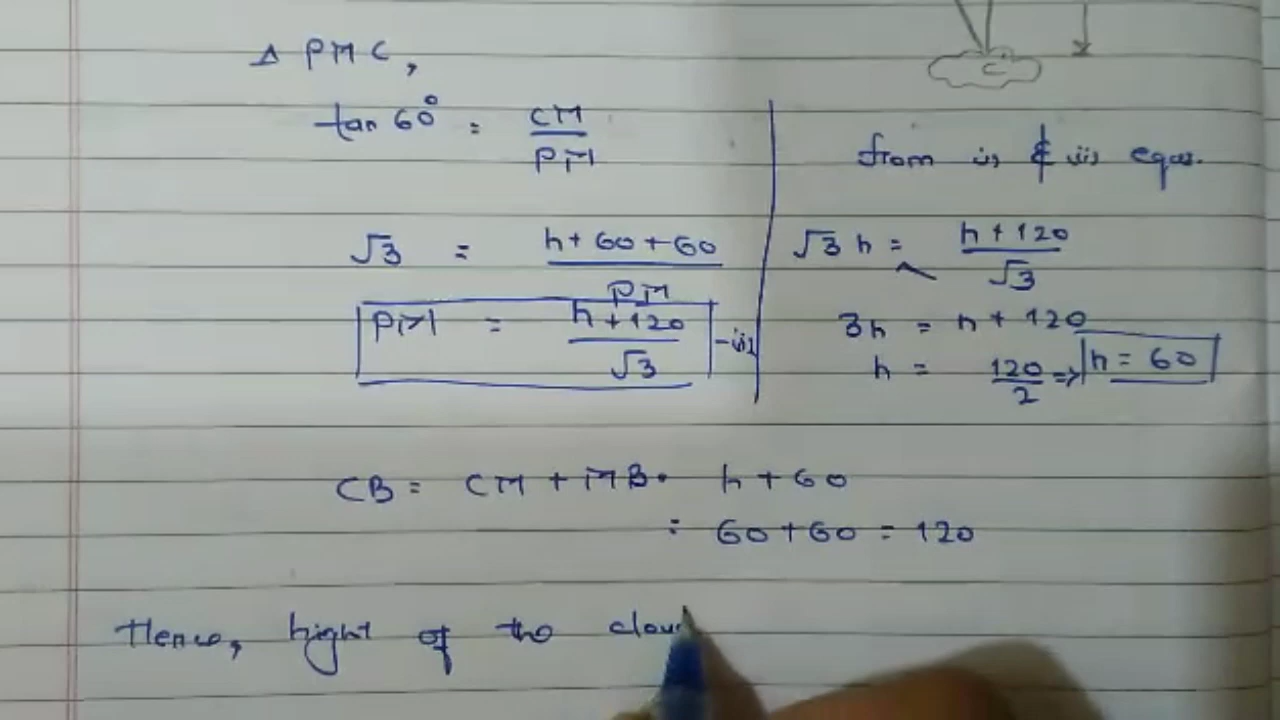 Δ PMC,
tan 60° = CM / PM
√3 = h + 60 + 60 / PM
PM = h + 120 / √3 - ii)
C'
from i) & ii) eqas.
√3 h = h + 120 / √3
3h = h + 120
h = 120 / 2 => h = 60
CB = CM + MB = h + 60
= 60 + 60 = 120
Hence, hight of the clou